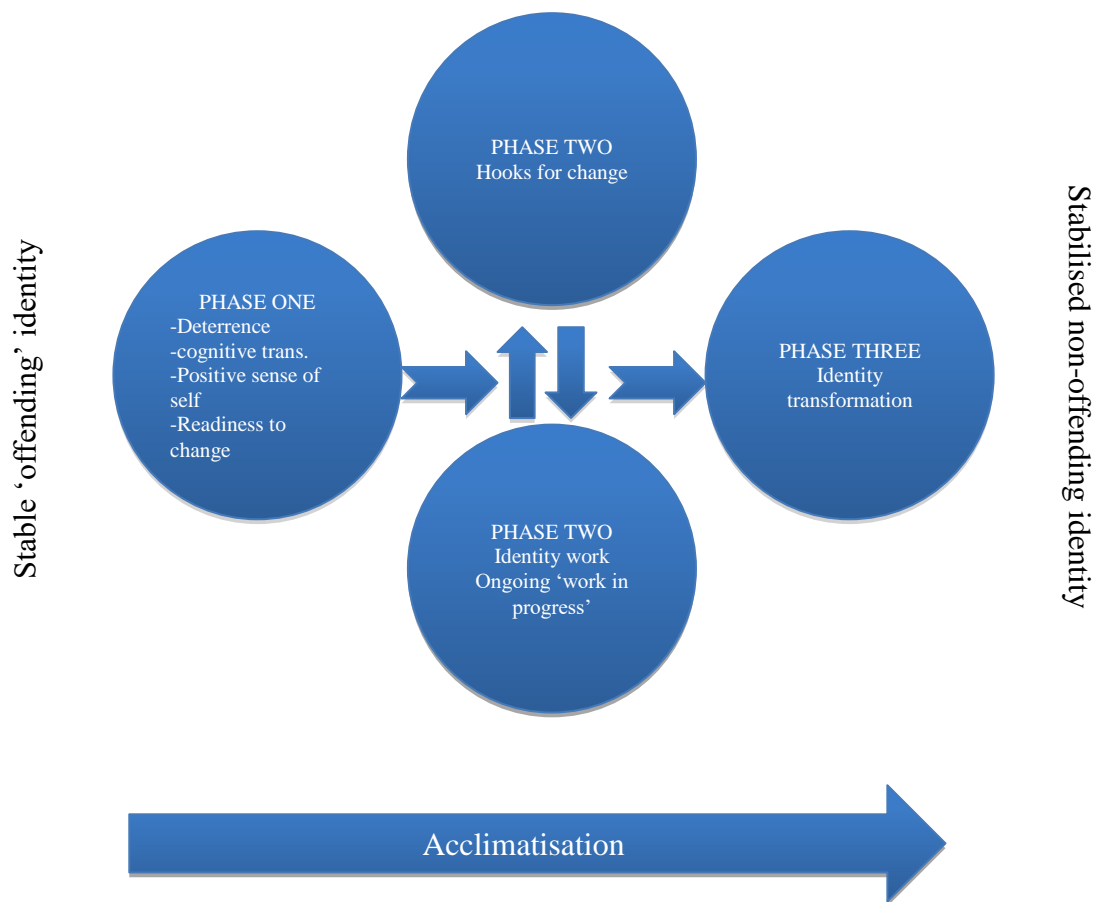 Stable ‘offending’ identity
PHASE ONE
-Deterrence
-cognitive trans.
-Positive sense of
self
-Readiness to
change
PHASE TWO
Hooks for change
PHASE TWO
Identity work
Ongoing ‘work in
progress’
PHASE THREE
Identity
transformation
Stabilised non-offending identity
Acclimatisation